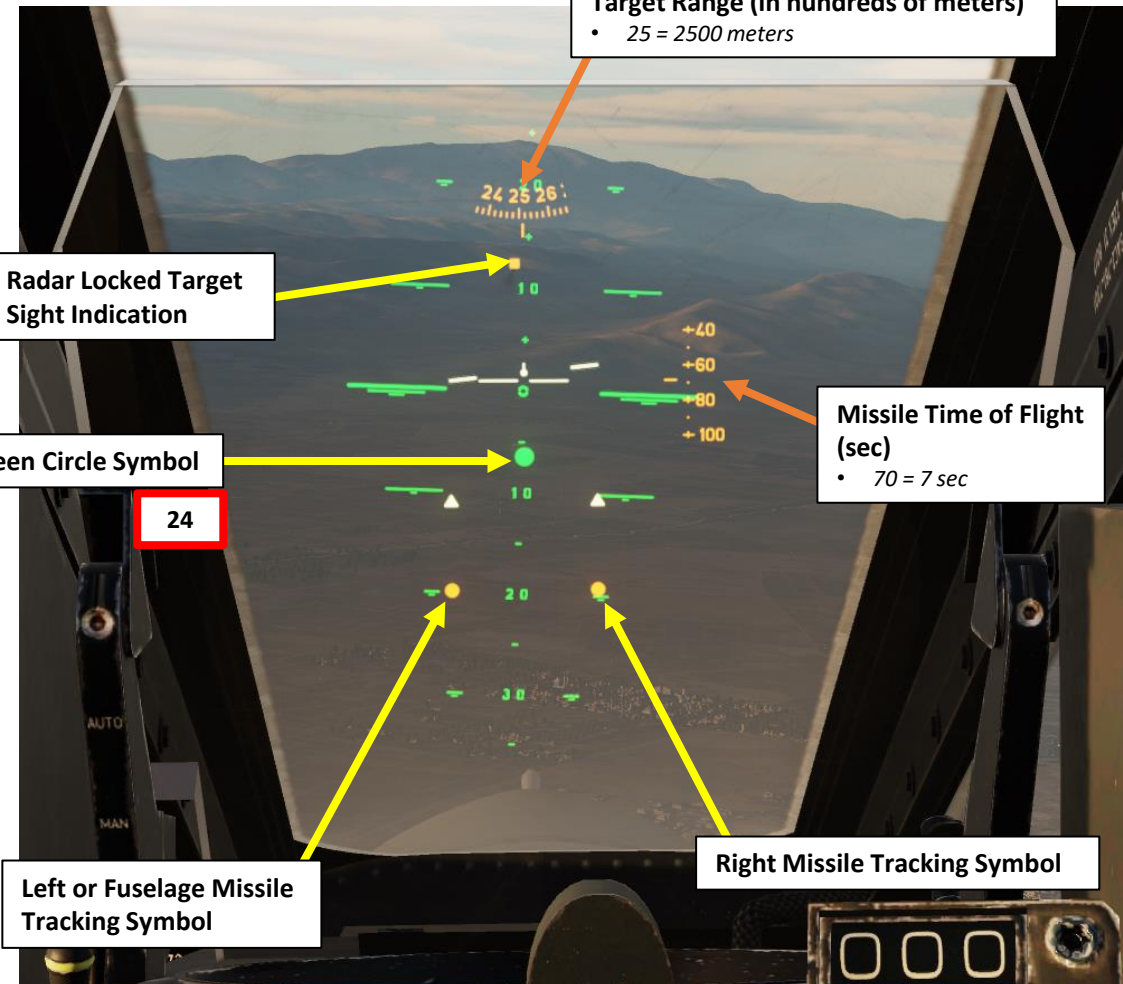 Target Range (in hundreds of meters)
• 25 = 2500 meters
20
24 25 26
Radar Locked Target
Sight Indication
10
+40
+60
0
+80
+100
Missile Time of Flight
(sec)
• 70 = 7 sec
een Circle Symbol
10
24
20
30
AUTO
MAN
Left or Fuselage Missile
Tracking Symbol
Right Missile Tracking Symbol